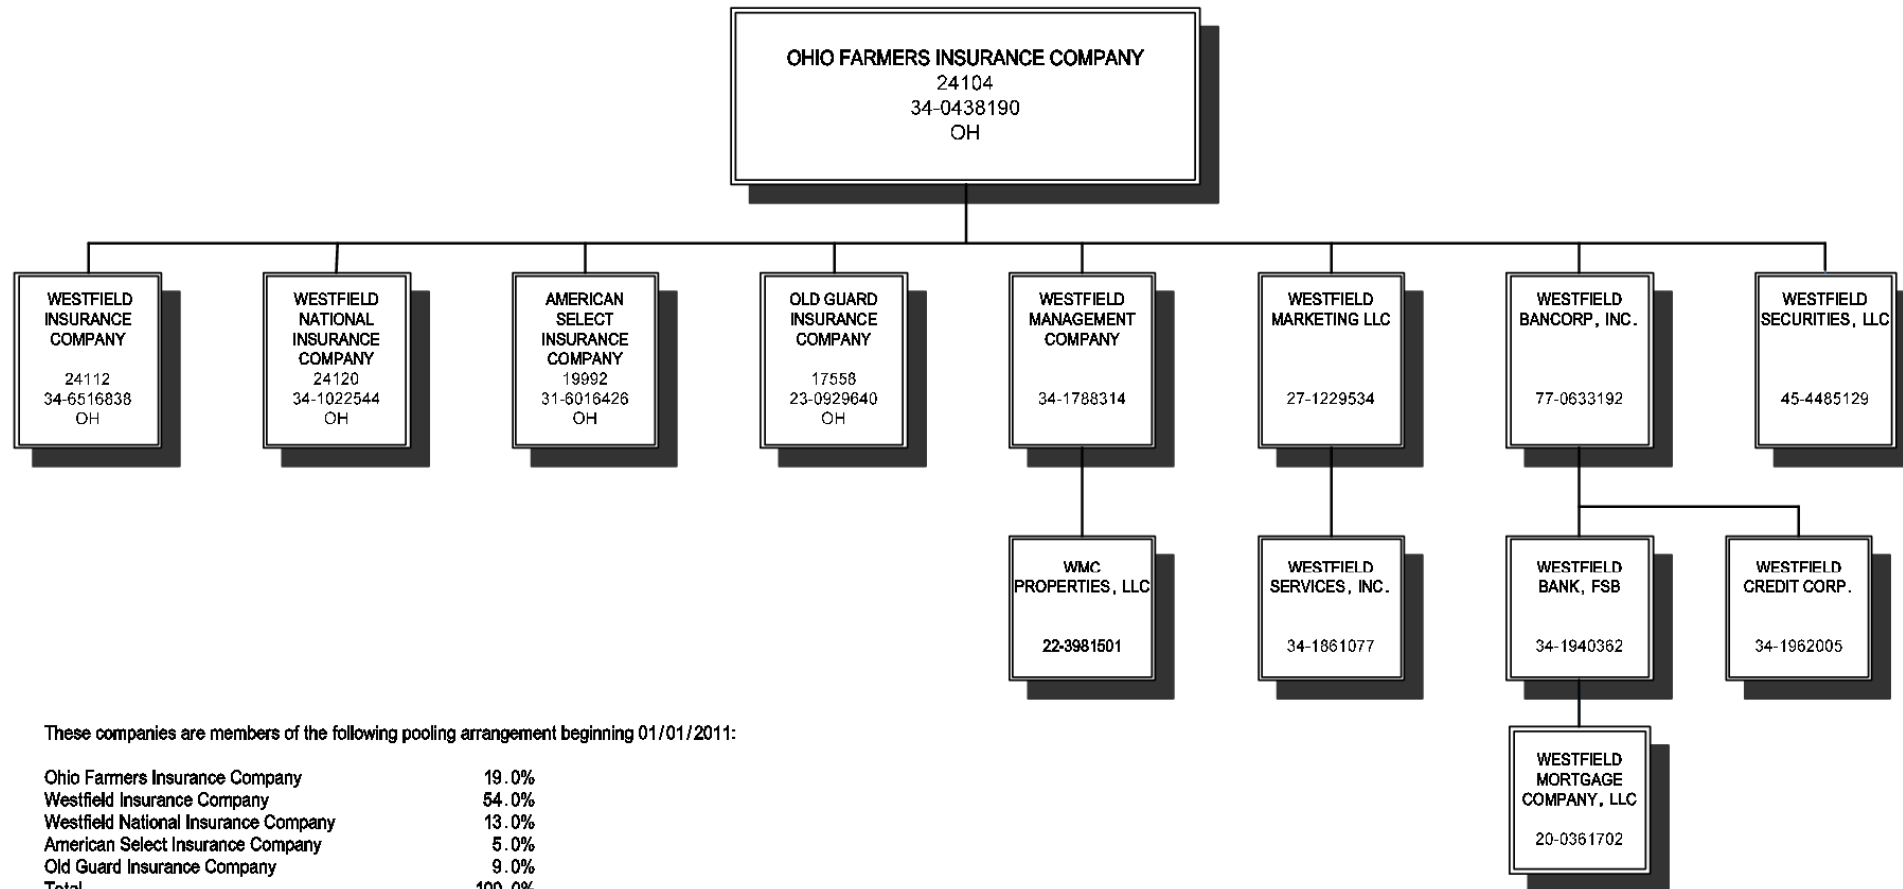 OHIO FARMERS INSURANCE COMPANY
24104
34-0438190
OH
WESTFIELD
INSURANCE
COMPANY
24112
34-6516838
OH
WESTFIELD
NATIONAL
INSURANCE
COMPANY
24120
34-1022544
OH
AMERICAN
SELECT
INSURANCE
COMPANY
19992
31-6016426
OH
OLD GUARD
INSURANCE
COMPANY
17558
23-0929640
OH
WESTFIELD
MANAGEMENT
COMPANY
34-1788314
WESTFIELD
MARKETING LLC
27-1229534
WESTFIELD
BANCORP, INC.
77-0633192
WESTFIELD
SECURITIES, LLC
45-4485129
WMC
PROPERTIES, LLC
22-3981501
WESTFIELD
SERVICES, INC.
34-1861077
WESTFIELD
BANK, FSB
34-1940362
WESTFIELD
CREDIT CORP.
34-1962005
WESTFIELD
MORTGAGE
COMPANY, LLC
20-0361702
These companies are members of the following pooling arrangement beginning 01/01/2011:
Ohio Farmers Insurance Company 19.0%
Westfield Insurance Company 54.0%
Westfield National Insurance Company 13.0%
American Select Insurance Company 5.0%
Old Guard Insurance Company 9.0%
Total 100.0%